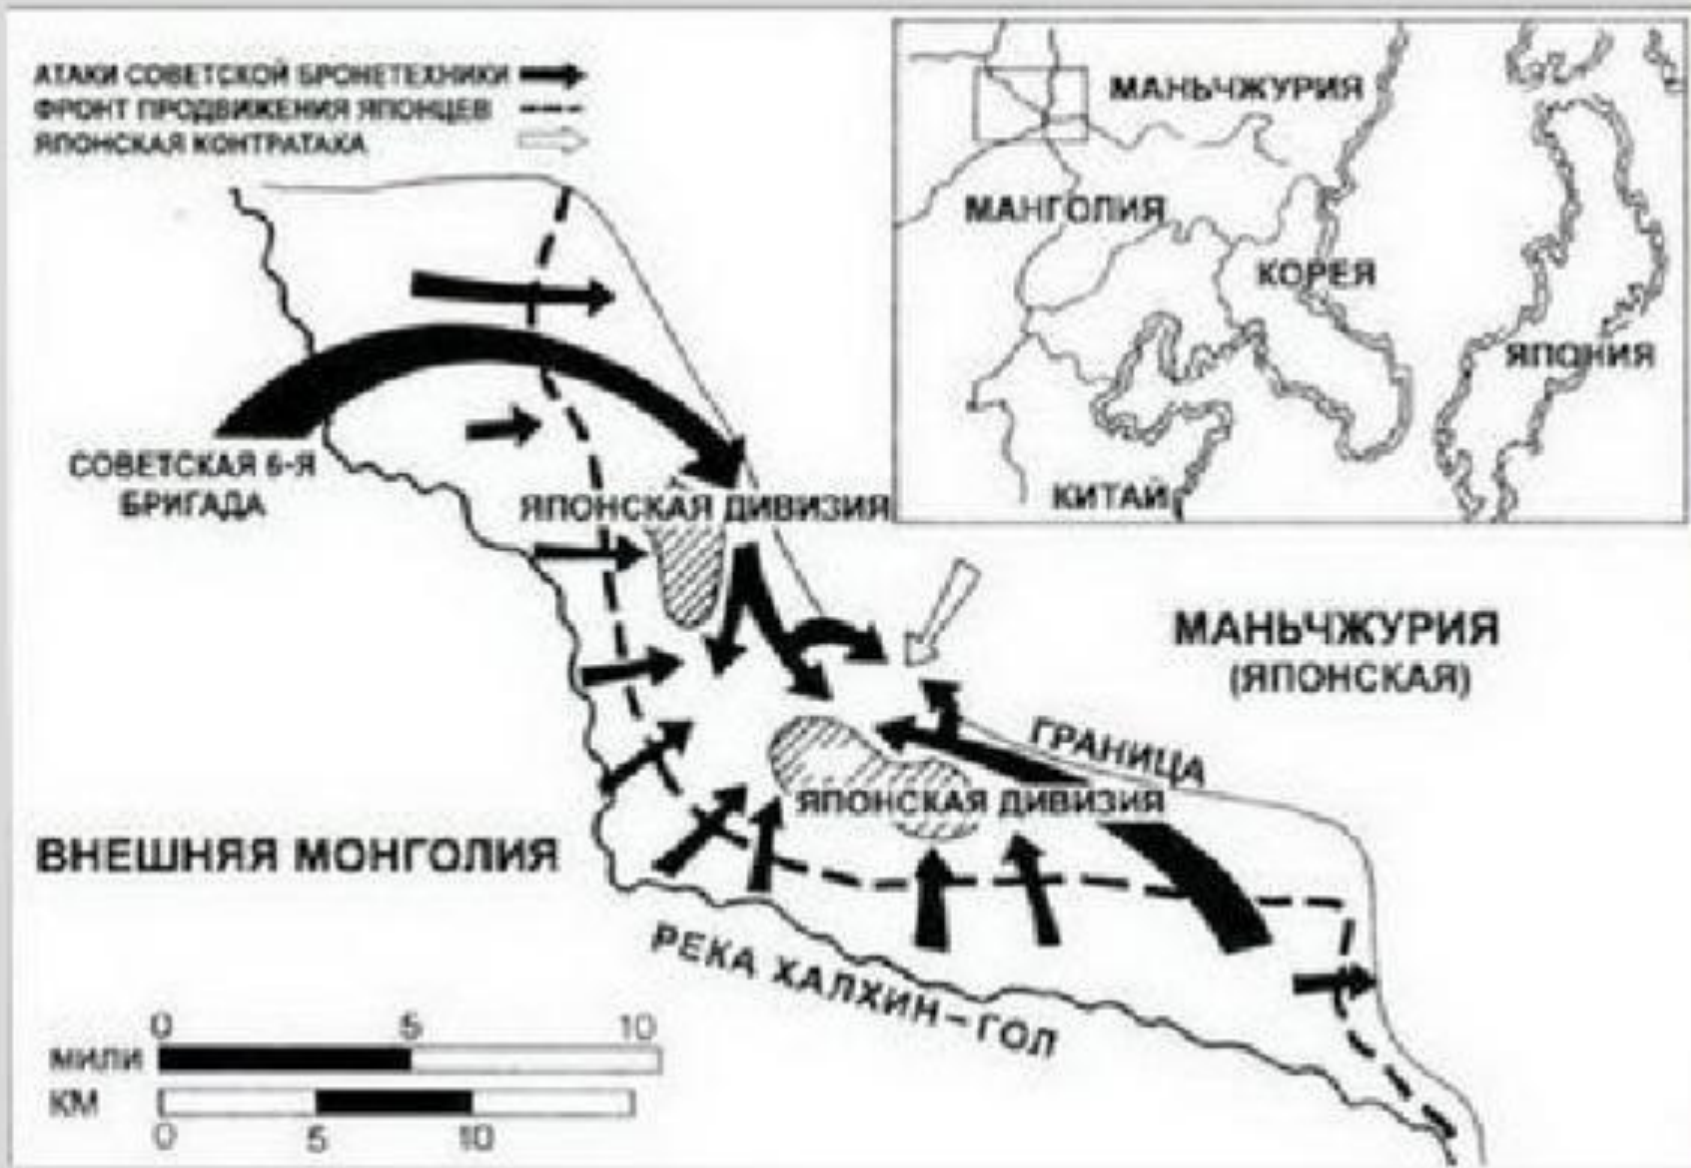 АТАКИ СОВЕТСКОЙ БРОНЕТЕХНИКИ
ФРОНТ ПРОДВИЖЕНИЯ ЯПОНЦЕВ
ЯПОНСКАЯ КОНТРАТАКА
МАНЬЧЖУРИЯ
МАНГОЛИЯ
КОРЕЯ
ЯПОНИЯ
КИТАЙ
СОВЕТСКАЯ 6-Я
БРИГАДА
ЯПОНСКАЯ ДИВИЗИЯ
МАНЬЧЖУРИЯ
(ЯПОНСКАЯ)
ГРАНИЦА
ЯПОНСКАЯ ДИВИЗИЯ
ВНЕШНЯЯ МОНГОЛИЯ
РЕКА ХАЛХИН-ГОЛ
0 5 10
МИЛИ
КМ
0 5 10